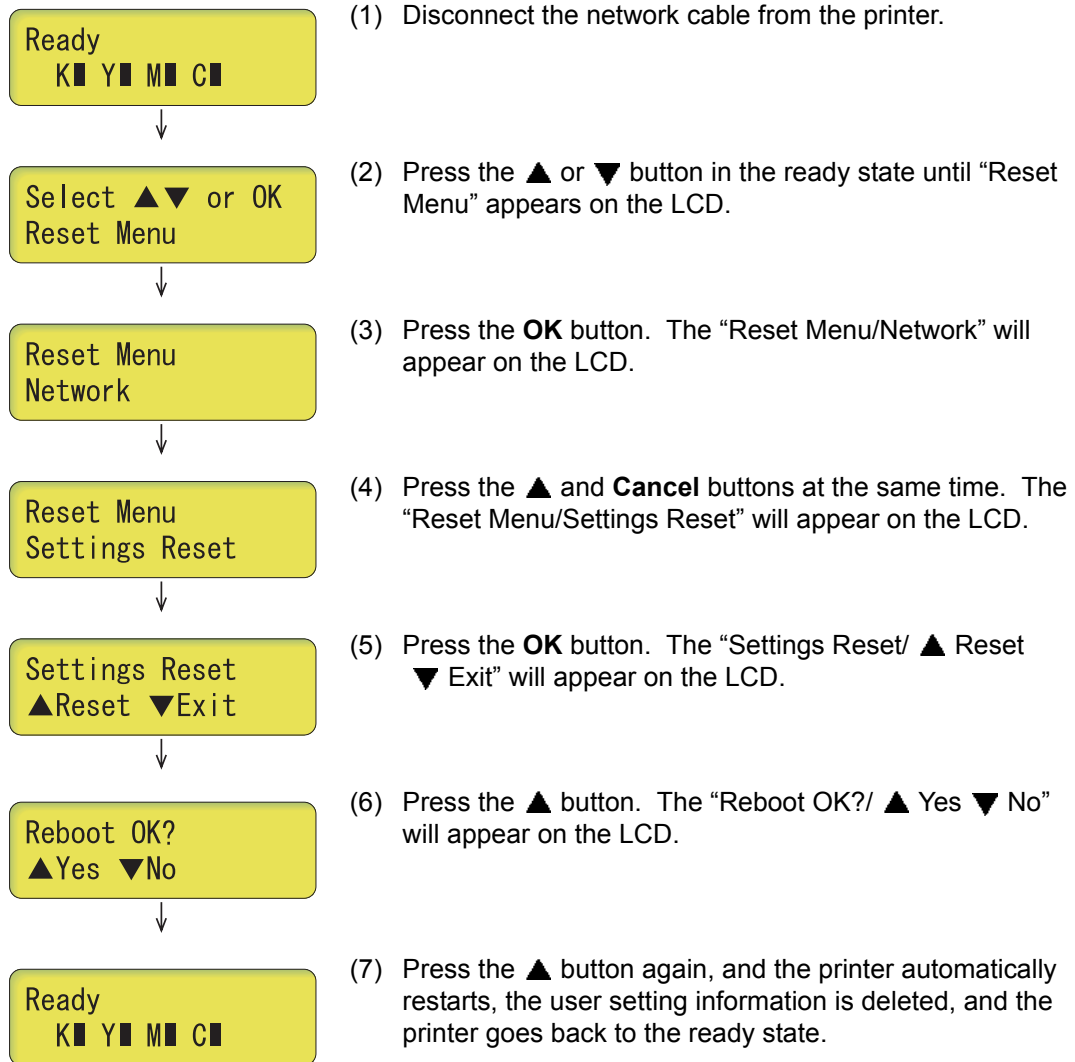 Ready
K▮ Y▮ M▮ C▮
(1) Disconnect the network cable from the printer.
Select ▲▼ or OK
Reset Menu
(2) Press the ▲ or ▼ button in the ready state until “Reset
Menu” appears on the LCD.
Reset Menu
Network
(3) Press the OK button. The “Reset Menu/Network” will
appear on the LCD.
Reset Menu
Settings Reset
(4) Press the ▲ and Cancel buttons at the same time. The
“Reset Menu/Settings Reset” will appear on the LCD.
Settings Reset
▲Reset ▼Exit
(5) Press the OK button. The “Settings Reset/ ▲ Reset
▼ Exit” will appear on the LCD.
Reboot OK?
▲Yes ▼No
(6) Press the ▲ button. The “Reboot OK?/ ▲ Yes ▼ No”
will appear on the LCD.
Ready
K▮ Y▮ M▮ C▮
(7) Press the ▲ button again, and the printer automatically
restarts, the user setting information is deleted, and the
printer goes back to the ready state.